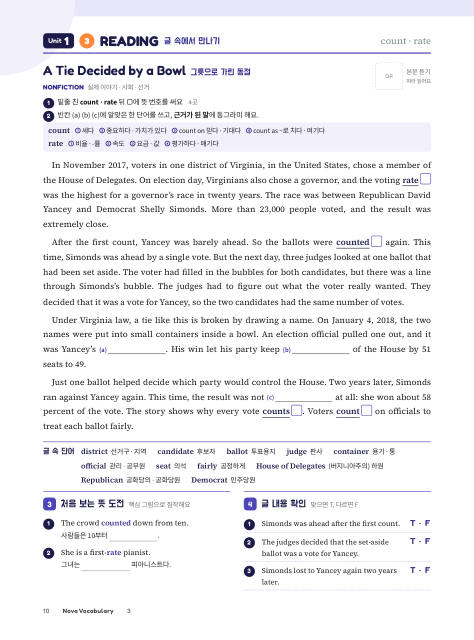 Unit 1 3 READING 글 속에서 만나기 count · rate
A Tie Decided by a Bowl 그릇으로 가린 동점
NONFICTION 실제 이야기 · 사회 · 선거
QR 본문 듣기
1 밑줄 친 count · rate 뒤 □에 뜻 번호를 써요 4곳
2 빈칸 (a) (b) (c)에 알맞은 한 단어를 쓰고, 근거가 된 말에 동그라미 해요.
count ① 세다 ② 중요하다 · 가치가 있다 ③ count on 믿다 · 기대다 ④ count as ~로 치다 · 여기다
rate ① 비율 · -율 ② 속도 ③ 요금 · 값 ④ 평가하다 · 매기다
In November 2017, voters in one district of Virginia, in the United States, chose a member of
the House of Delegates. On election day, Virginians also chose a governor, and the voting rate □
was the highest for a governor's race in twenty years. The race was between Republican David
Yancey and Democrat Shelly Simonds. More than 23,000 people voted, and the result was
extremely close.
After the first count, Yancey was barely ahead. So the ballots were counted □ again. This
time, Simonds was ahead by a single vote. But the next day, three judges looked at one ballot that
had been set aside. The voter had filled in the bubbles for both candidates, but there was a line
through Simonds's bubble. The judges had to figure out what the voter really wanted. They
decided that it was a vote for Yancey, so the two candidates had the same number of votes.
Under Virginia law, a tie like this is broken by drawing a name. On January 4, 2018, the two
names were put into small containers inside a bowl. An election official pulled one out, and it
was Yancey's (a) ____________. His win let his party keep (b) ____________ of the House by 51
seats to 49.
Just one ballot helped decide which party would control the House. Two years later, Simonds
ran against Yancey again. This time, the result was not (c) ____________ at all: she won about 58
percent of the vote. The story shows why every vote counts □. Voters count □ on officials to
treat each ballot fairly.
글 속 단어 district 선거구 · 지역 candidate 후보자 ballot 투표용지 judge 판사 container 용기 · 통
official 관리 · 공무원 seat 의석 fairly 공정하게 House of Delegates (버지니아주의) 하원
Republican 공화당의 · 공화당원 Democrat 민주당원
3 처음 보는 뜻 도전 핵심 그림으로 짐작해요
1 The crowd counted down from ten.
사람들은 10부터 ____________.
2 She is a first-rate pianist.
그녀는 ____________ 피아니스트다.
4 글 내용 확인 맞으면 T, 다르면 F
1 Simonds was ahead after the first count. T · F
2 The judges decided that the set-aside T · F
ballot was a vote for Yancey.
3 Simonds lost to Yancey again two years T · F
later.
10 Nova Vocabulary 3